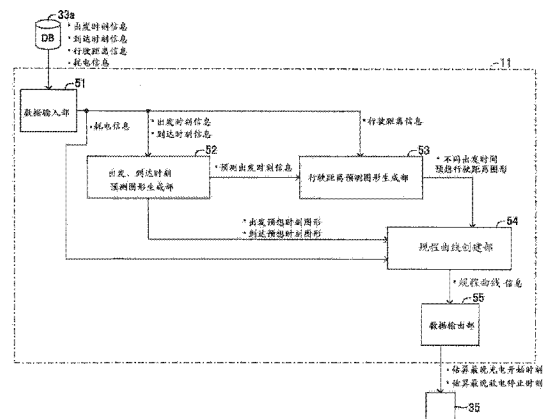 33a
DB
• 出发时刻信息
• 到达时刻信息
• 行驶距离信息
• 耗电信息
11
51
数据输入部
• 耗电信息
• 出发时刻信息
• 到达时刻信息
• 行驶距离信息
52
出发、到达时刻
预测图形生成部
• 预测出发时刻信息
53
行驶距离预测图形生成部
• 不同出发时间
预想行驶距离图形
• 出发预想时刻图形
• 到达预想时刻图形
54
规程曲线创建部
• 规程曲线 信息
55
数据输出部
• 估算最晚充电开始时刻
• 估算最晚放电停止时刻
35